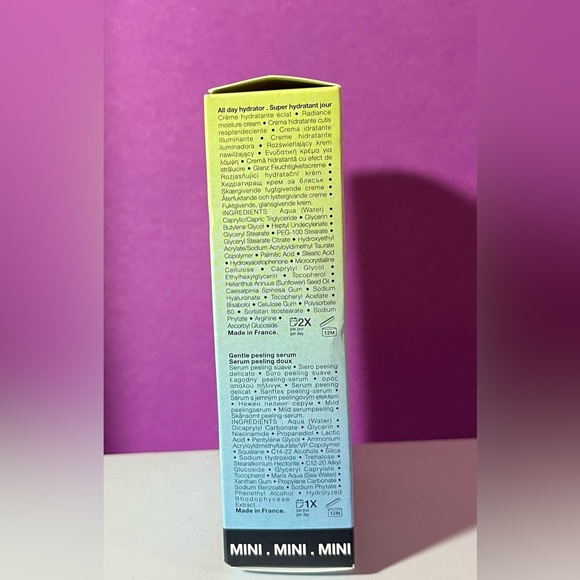 All day hydrator . Super hydratant jour
Crème hydratante éclat • Radiance
moisture cream • Crema hidratante cutis
resplandeciente • Crema idratante
illuminante • Creme hidratante
iluminadora • Rozświetlający krem
nawilżający • Ενυδατική κρέμα για
λάμψη • Cremă hidratantă cu efect de
strălucire • Glanz Feuchtigkeitscreme •
Rozjasňující hydratační krém •
Хидратиращ крем за блясък •
Skærgivende fugtgivende creme •
Återfuktande och lystergivande creme •
Fuktgivende, glansgivende krem.
INGREDIENTS : Aqua (Water) •
Caprylic/Capric Triglyceride • Glycerin •
Butylene Glycol • Heptyl Undecylenate •
Glyceryl Stearate • PEG-100 Stearate •
Glyceryl Stearate Citrate • Hydroxyethyl
Acrylate/Sodium Acryloyldimethyl Taurate
Copolymer • Palmitic Acid • Stearic Acid
• Hydroxyacetophenone • Microcrystalline
Cellulose • Caprylyl Glycol •
Ethylhexylglycerin • Tocopherol •
Helianthus Annuus (Sunflower) Seed Oil •
Caesalpinia Spinosa Gum • Sodium
Hyaluronate • Tocopheryl Acetate •
Bisabolol • Cellulose Gum • Polysorbate
60 • Sorbitan Isostearate • Sodium
Phytate • Arginine •
Ascorbyl Glucoside.
Made in France.
2X
par jour
per day
12M
Gentle peeling serum
Serum peeling doux
Serum peeling suave • Siero peeling
delicato • Soro peeling suave •
Łagodny peeling-serum • ορός
απαλού πήλινγκ • Serum peeling
delicat • Sanftes peeling-serum •
Sérum s jemným peelingovým efektem
• Нежен пилинг серум • Mild
peelingserum • Mild serumpeeling •
Skånsomt peeling-serum.
INGREDIENTS : Aqua (Water) •
Dicaprylyl Carbonate • Glycerin •
Niacinamide • Propanediol • Lactic
Acid • Pentylene Glycol • Ammonium
Acryloyldimethyltaurate/VP Copolymer
• Squalane • C14-22 Alcohols • Silica
• Sodium Hydroxide • Trehalose •
Stearalkonium Hectorite • C12-20 Alkyl
Glucoside • Glyceryl Caprylate •
Tocopherol • Maris Aqua (Sea Water) •
Xanthan Gum • Propylene Carbonate •
Sodium Benzoate • Sodium Phytate •
Phenethyl Alcohol • Hydrolyzed
Rhodophyceae
Extract.
Made in France.
1X
par jour
per day
12M
MINI . MINI . MINI